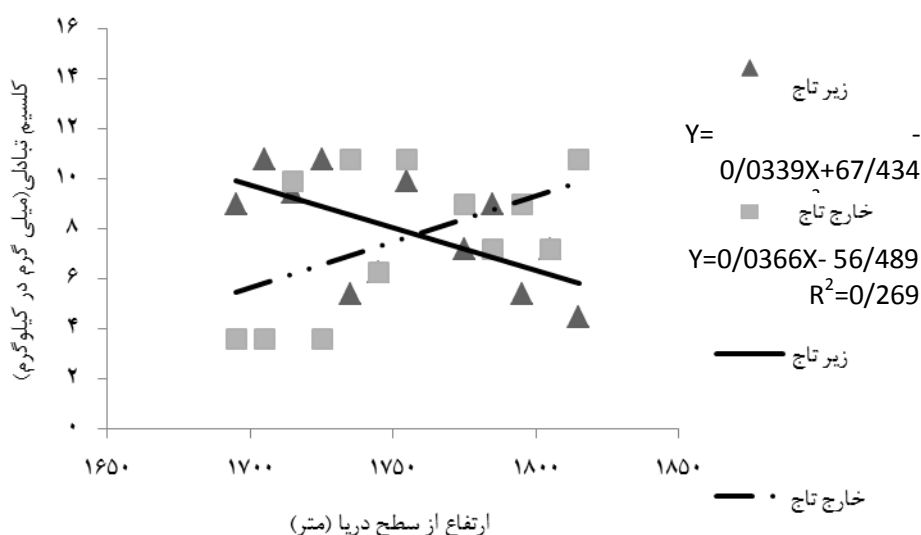 ۱۶
۱۴
۱۲
۱۰
۸
۶
۴
۲
۰
کلسیم تبادلی(میلی گرم در کیلوگرم)
۱۶۵۰ ۱۷۰۰ ۱۷۵۰ ۱۸۰۰ ۱۸۵۰
ارتفاع از سطح دریا (متر)
زیر تاج
Y= -
0/0339X+67/434
خارج تاج
Y=0/0366X- 56/489
R²=0/269
زیر تاج
خارج تاج